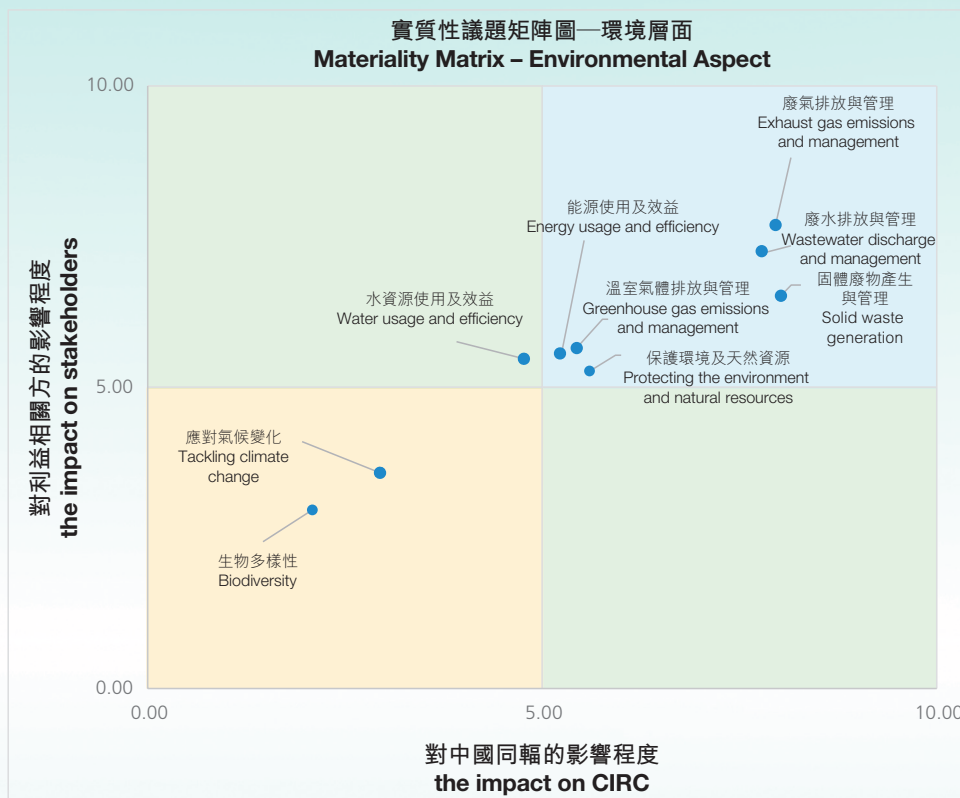 實質性議題矩陣圖—環境層面
Materiality Matrix – Environmental Aspect
10.00
廢氣排放與管理
Exhaust gas emissions
and management
能源使用及效益
Energy usage and efficiency
廢水排放與管理
Wastewater discharge
and management
固體廢物產生
與管理
Solid waste
generation
溫室氣體排放與管理
Greenhouse gas emissions
and management
水資源使用及效益
Water usage and efficiency
保護環境及天然資源
Protecting the environment
and natural resources
5.00
應對氣候變化
Tackling climate
change
生物多樣性
Biodiversity
對利益相關方的影響程度
the impact on stakeholders
0.00
0.00
5.00
10.00
對中國同輻的影響程度
the impact on CIRC